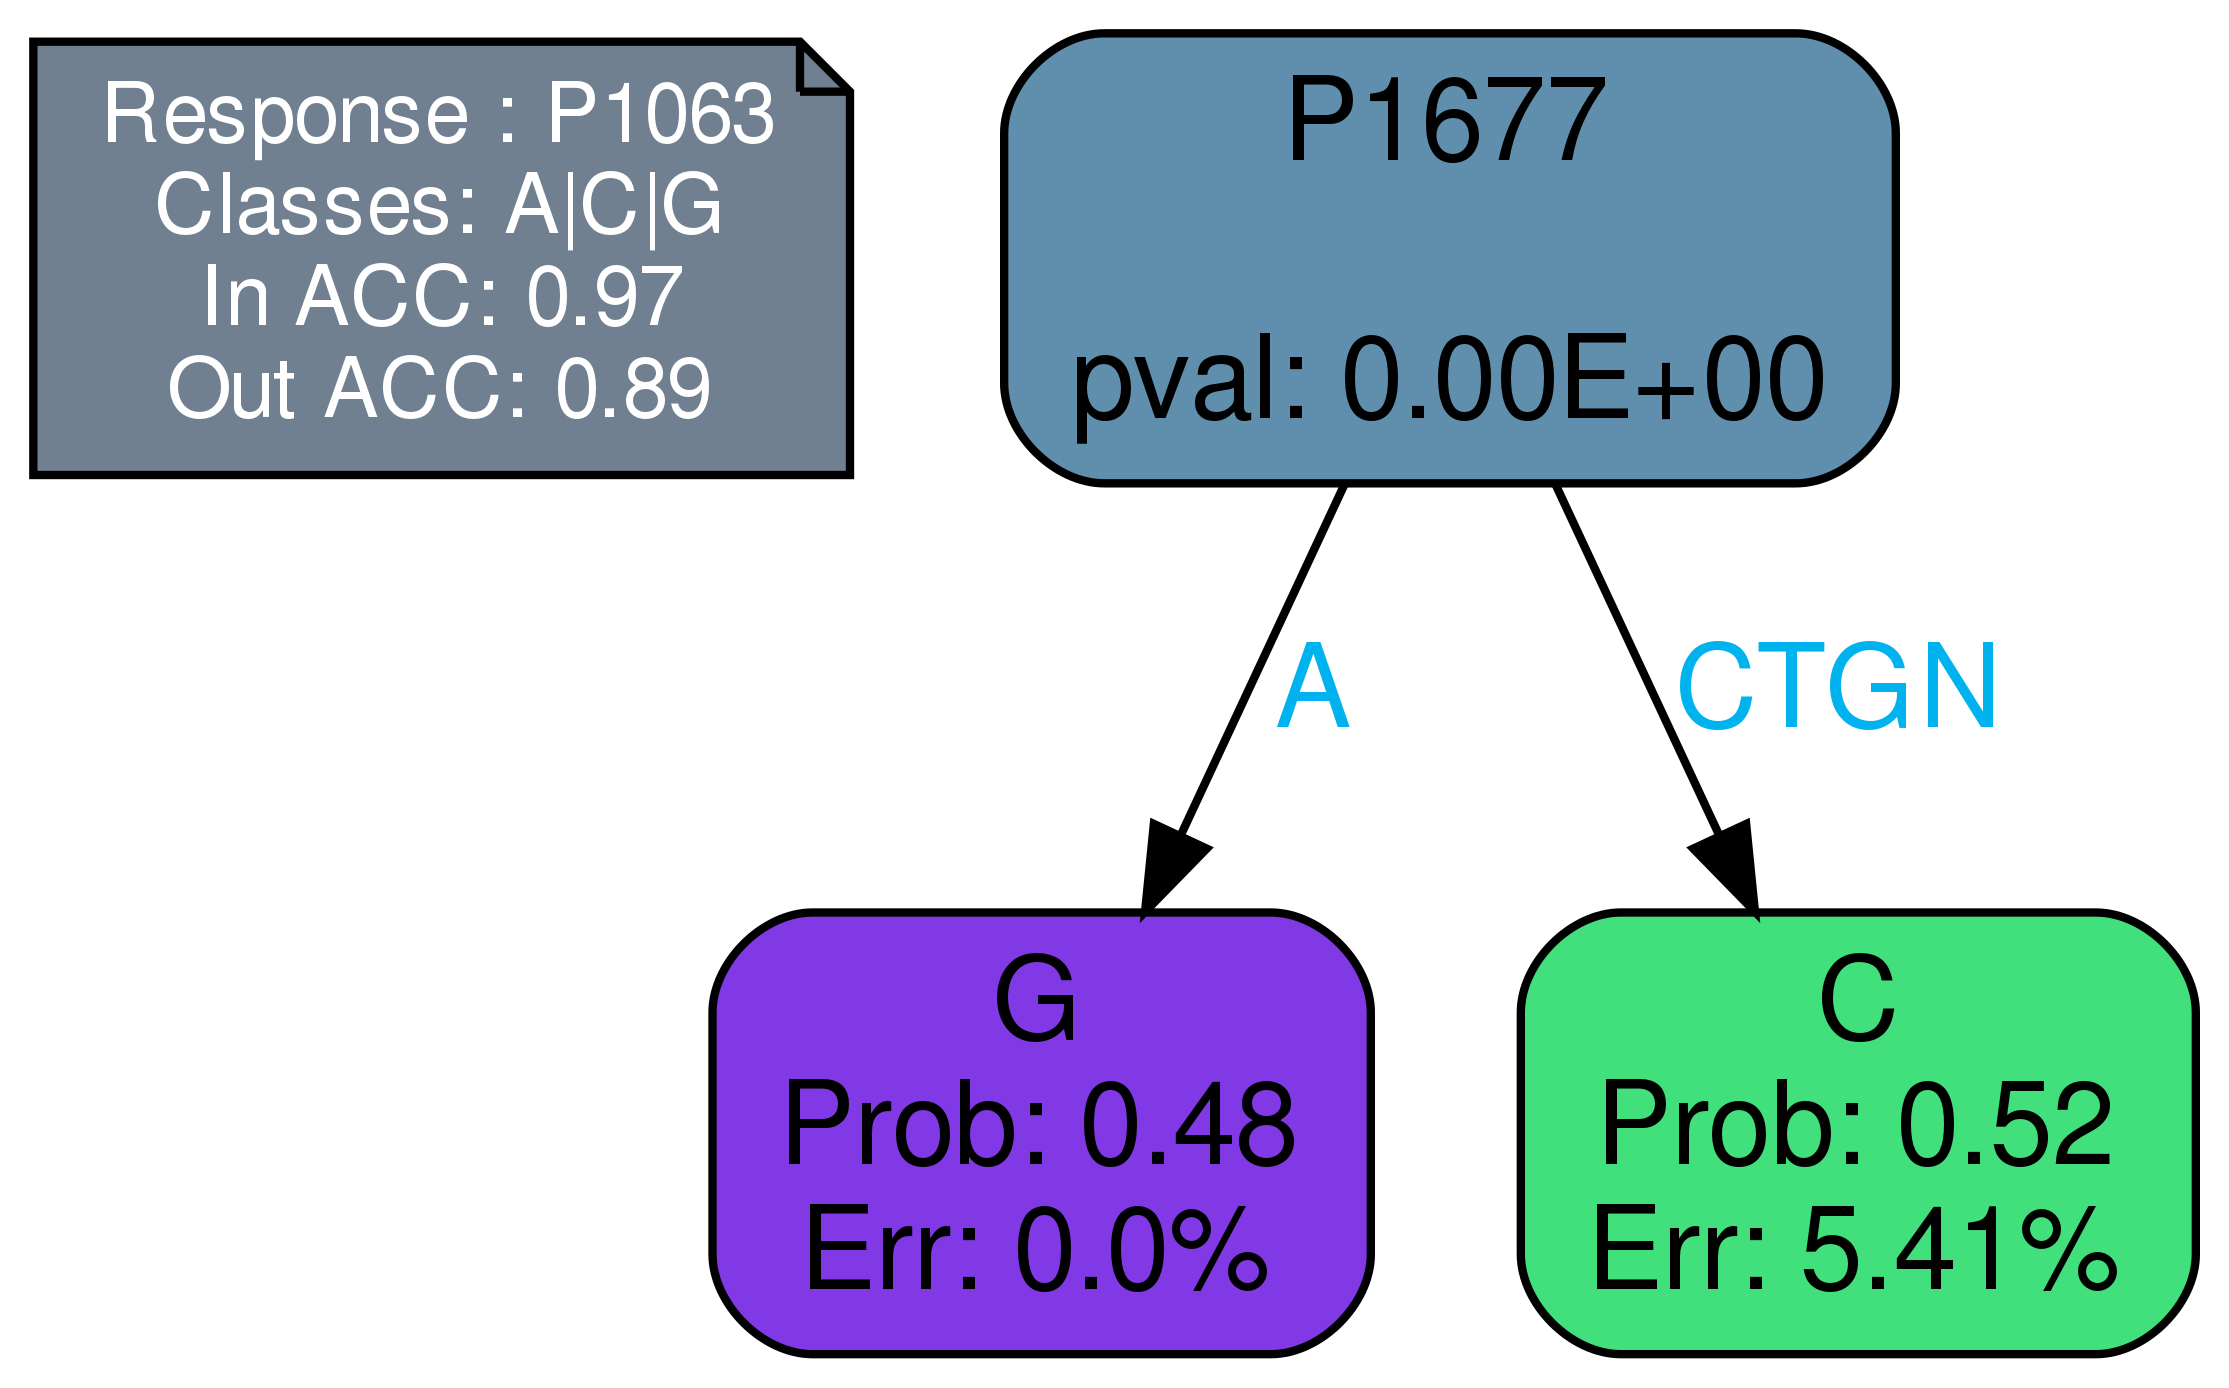 Response : P1063
Classes: A|C|G
In ACC: 0.97
Out ACC: 0.89
P1677
pval: 0.00E+00
A
CTGN
G
Prob: 0.48
Err: 0.0%
C
Prob: 0.52
Err: 5.41%